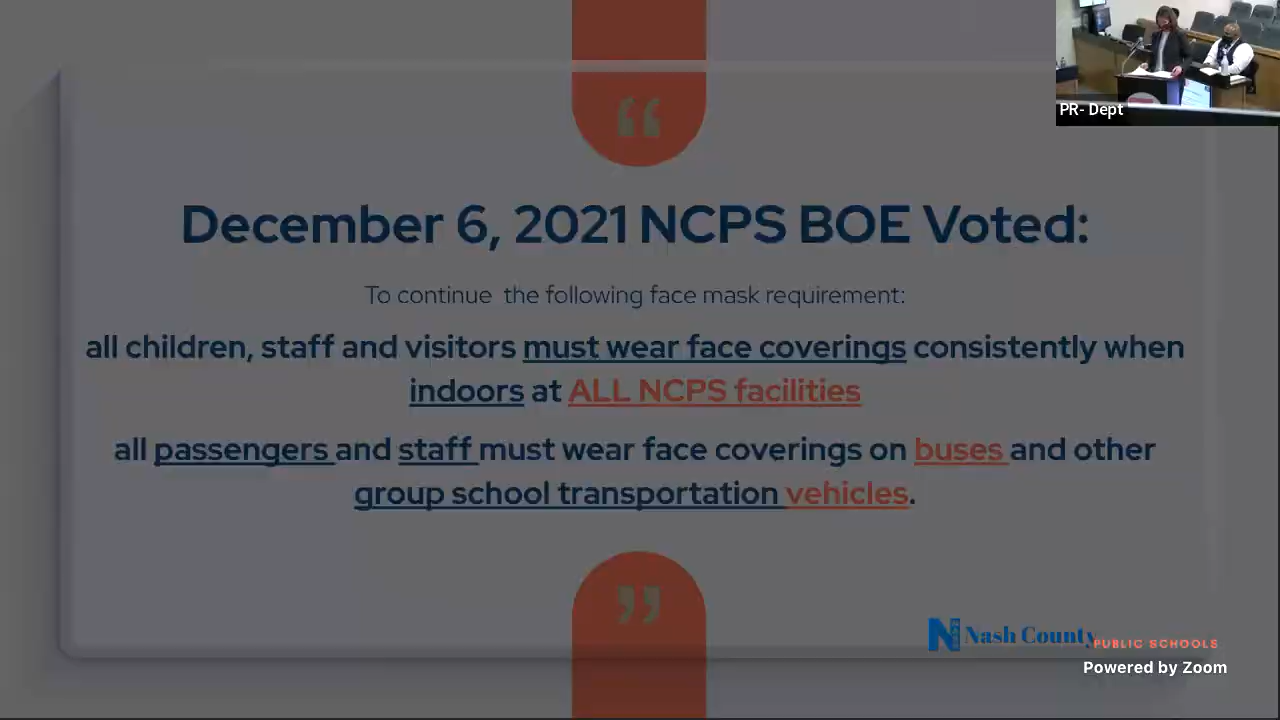 PR- Dept
“
December 6, 2021 NCPS BOE Voted:
To continue the following face mask requirement:
all children, staff and visitors must wear face coverings consistently when
indoors at ALL NCPS facilities
all passengers and staff must wear face coverings on buses and other
group school transportation vehicles.
”
N Nash County
PUBLIC SCHOOLS
Powered by Zoom